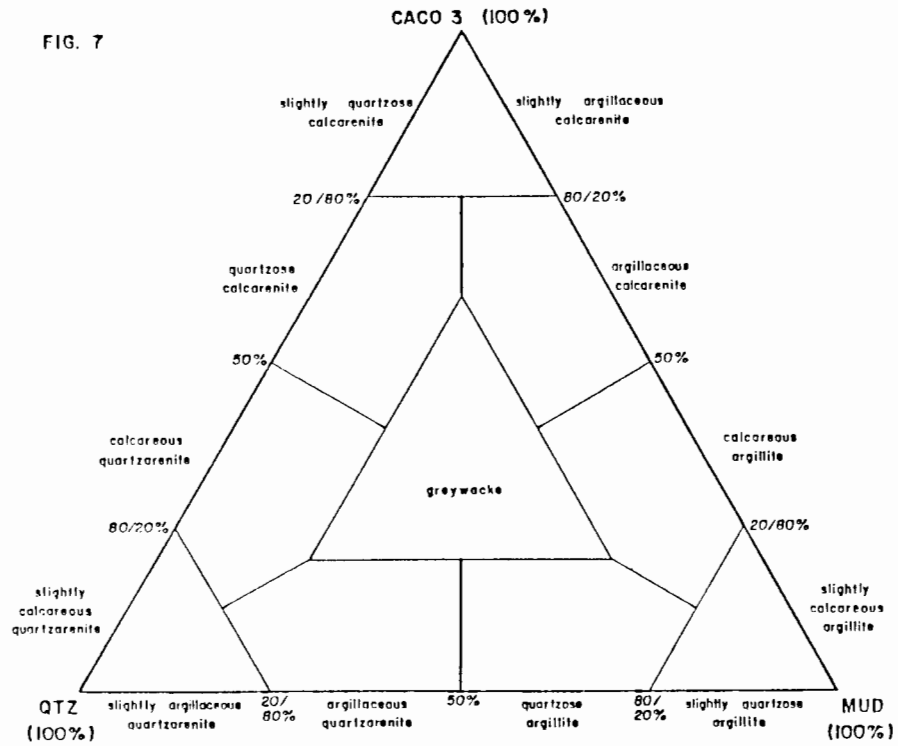 CACO 3 (100%)
FIG. 7
slightly quartzose
calcarenite
slightly argillaceous
calcarenite
20/80%
80/20%
quartzose
calcarenite
argillaceous
calcarenite
50%
50%
calcareous
quartzarenite
calcareous
argillite
greywacke
80/20%
20/80%
slightly
calcareous
quartzarenite
slightly
calcareous
argillite
QTZ
(100%)
slightly argillaceous
quartzarenite
20/
80%
argillaceous
quartzarenite
50%
quartzose
argillite
80/
20%
slightly quartzose
argillite
MUD
(100%)